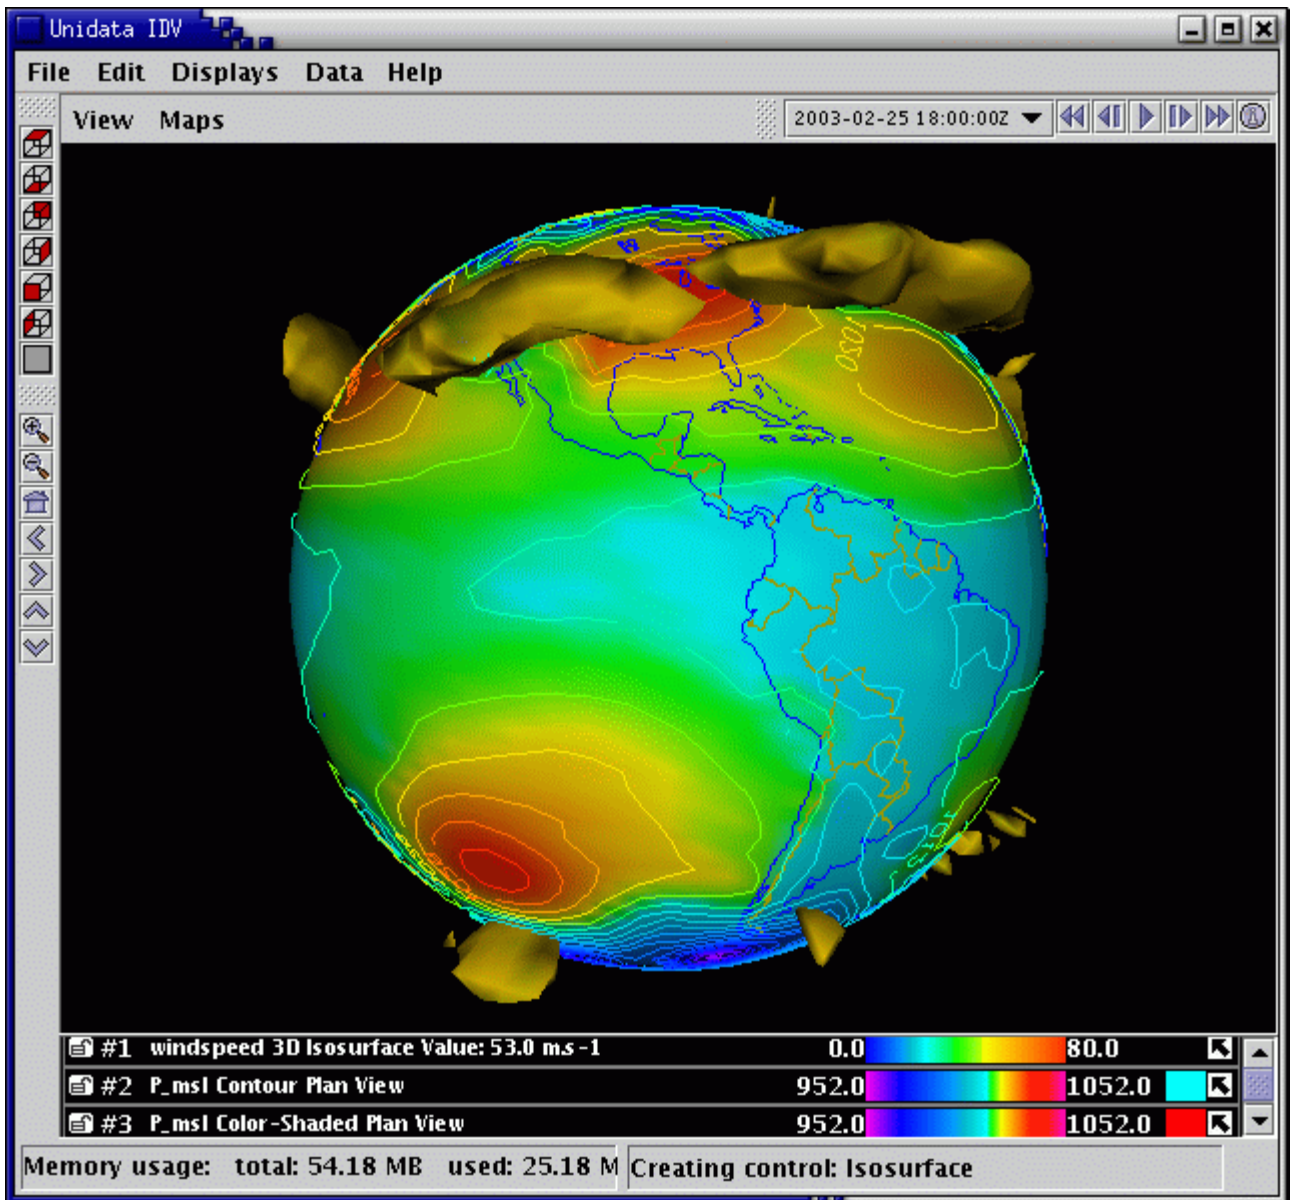 Unidata IDV
File Edit Displays Data Help
View Maps 2003-02-25 18:00:00Z
1020
#1 windspeed 3D Isosurface Value: 53.0 m.s-1 0.0 80.0
#2 P_msl Contour Plan View 952.0 1052.0
#3 P_msl Color-Shaded Plan View 952.0 1052.0
Memory usage: total: 54.18 MB used: 25.18 M Creating control: Isosurface